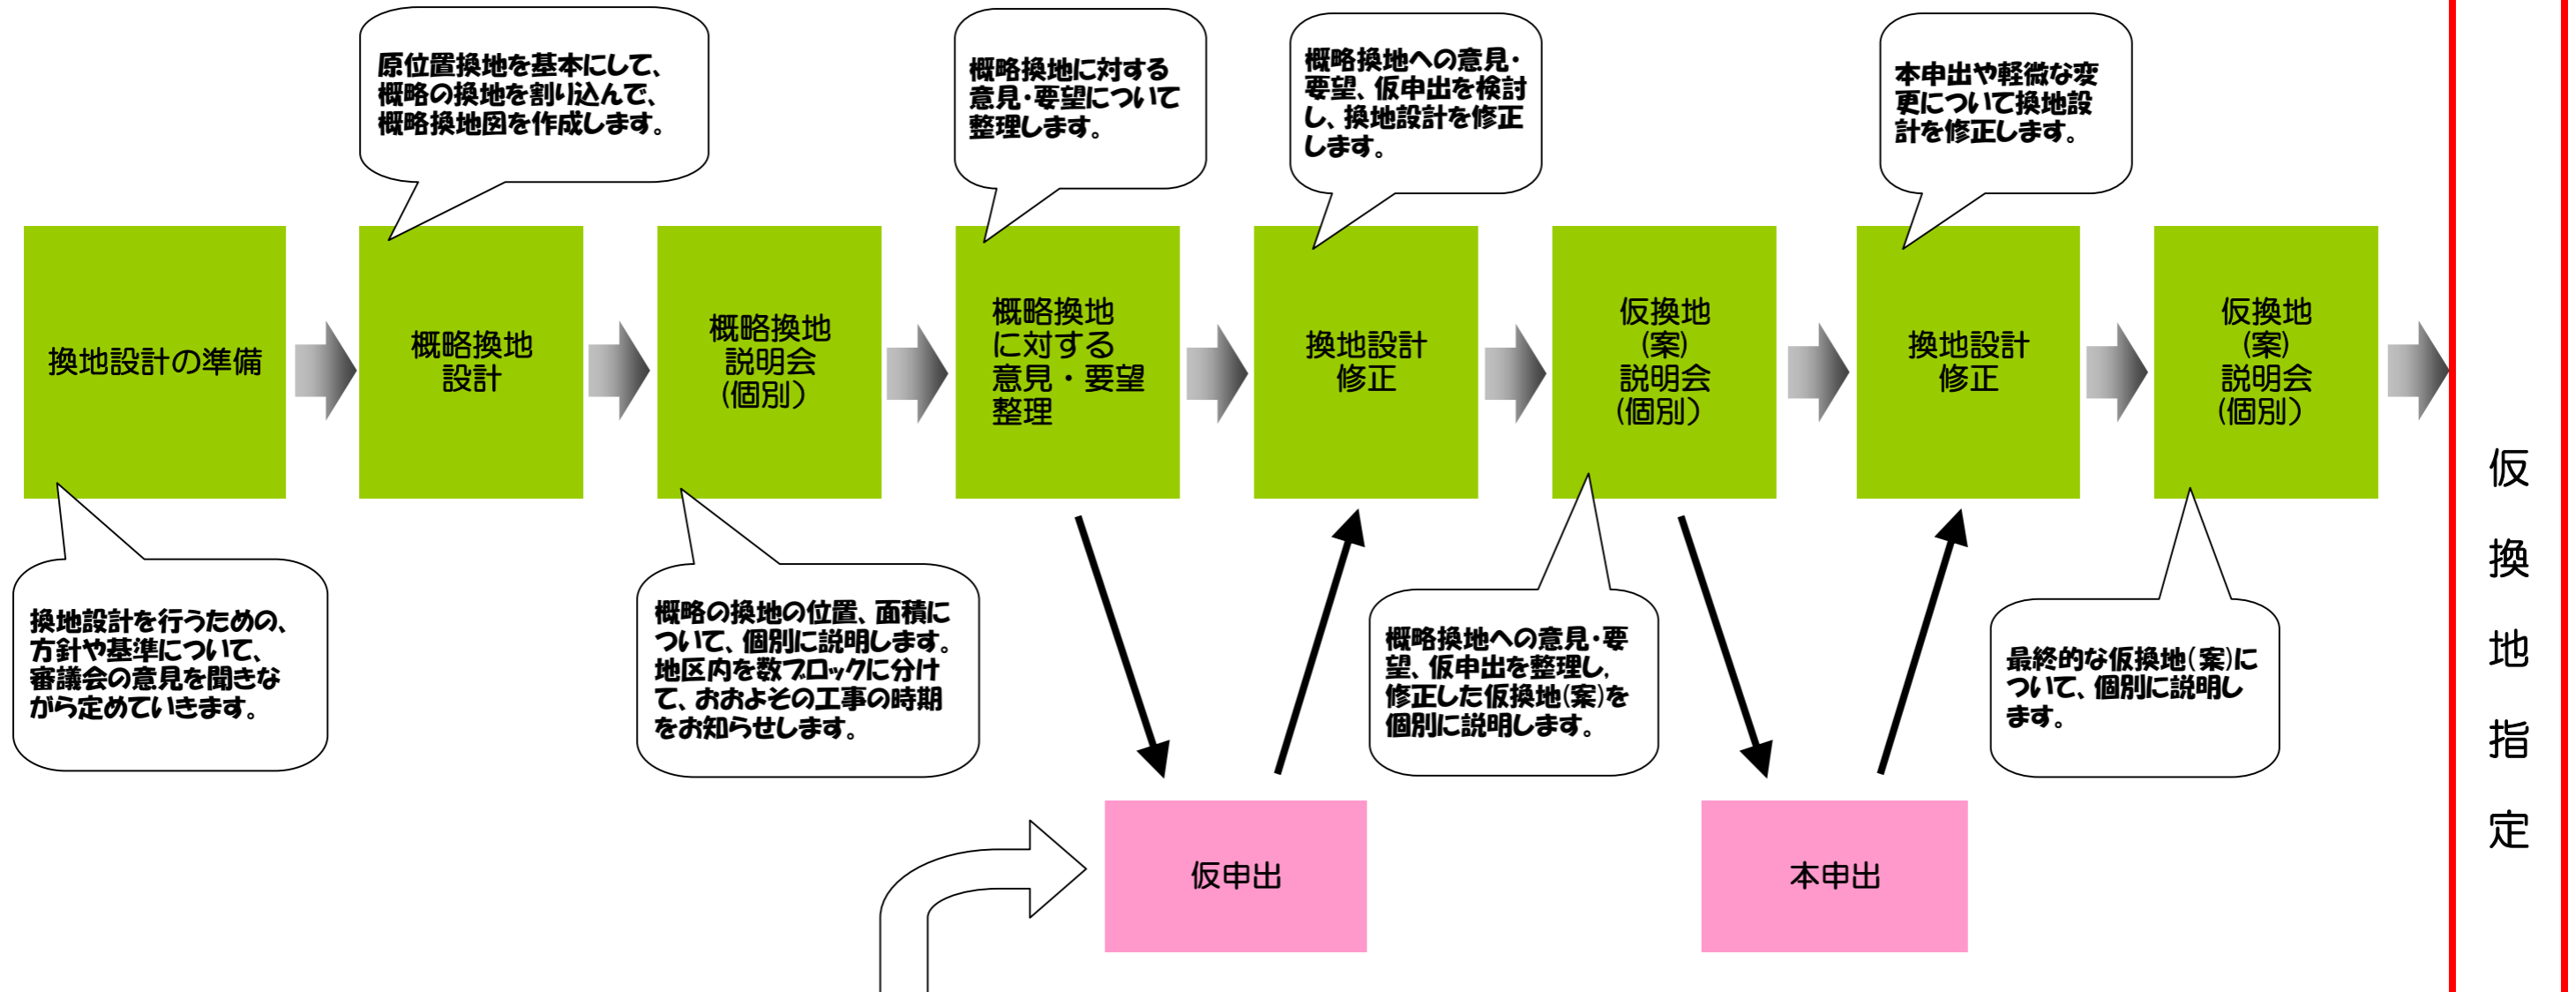 原位置換地を基本にして、
概略の換地を割り込んで、
概略換地図を作成します。
概略換地に対する
意見・要望について
整理します。
概略換地への意見・
要望、仮申出を検討
し、換地設計を修正
します。
本申出や軽微な変
更について換地設
計を修正します。
換地設計の準備
概略換地
設計
概略換地
説明会
(個別）
概略換地
に対する
意見・要望
整理
換地設計
修正
仮換地
(案)
説明会
(個別）
換地設計
修正
仮換地
(案)
説明会
(個別）
換地設計を行うための、
方針や基準について、
審議会の意見を聞きな
がら定めていきます。
概略の換地の位置、面積に
ついて、個別に説明します。
地区内を数ブロックに分け
て、おおよその工事の時期
をお知らせします。
概略換地への意見・要
望、仮申出を整理し,
修正した仮換地(案)を
個別に説明します。
最終的な仮換地(案)に
ついて、個別に説明し
ます。
仮申出
本申出
仮換地指定